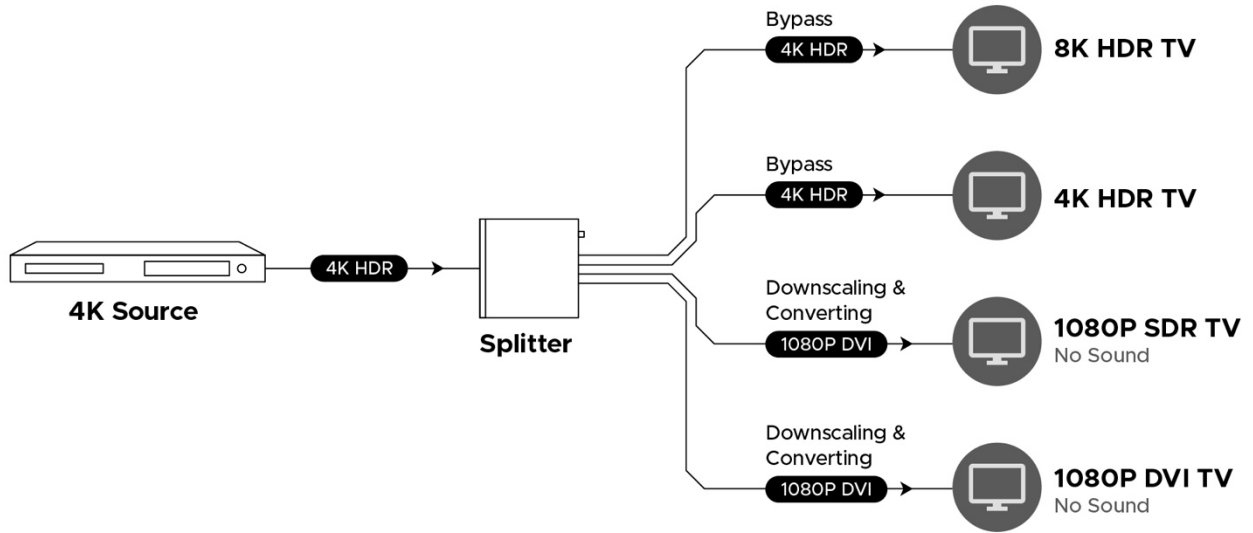 Bypass
4K HDR
8K HDR TV
Bypass
4K HDR
4K HDR TV
4K HDR
4K Source
Splitter
Downscaling &
Converting
1080P DVI
1080P SDR TV
No Sound
Downscaling &
Converting
1080P DVI
1080P DVI TV
No Sound